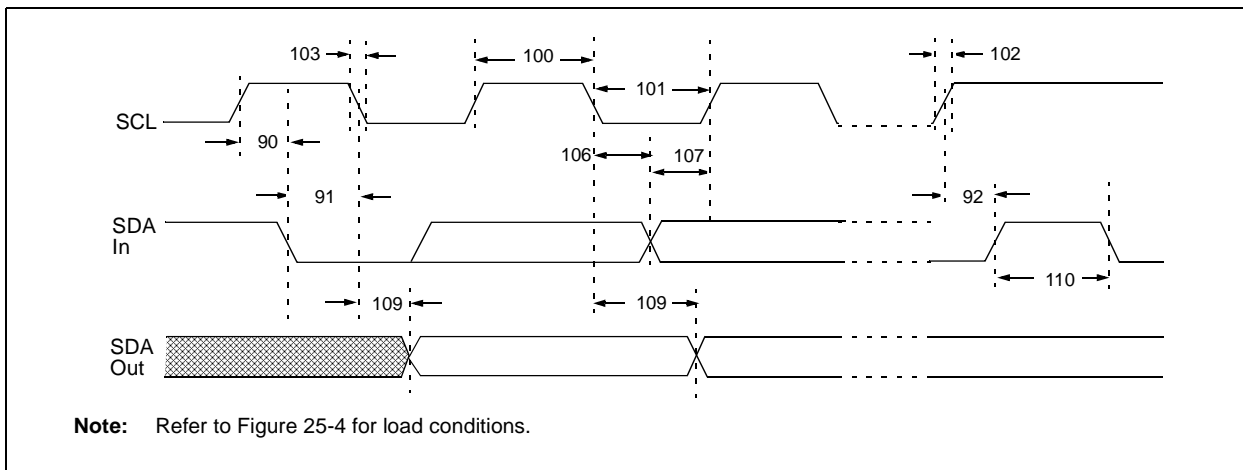 103
100
102
101
SCL
90
106
107
91
92
SDA
In
110
109
109
SDA
Out
Note: Refer to Figure 25-4 for load conditions.